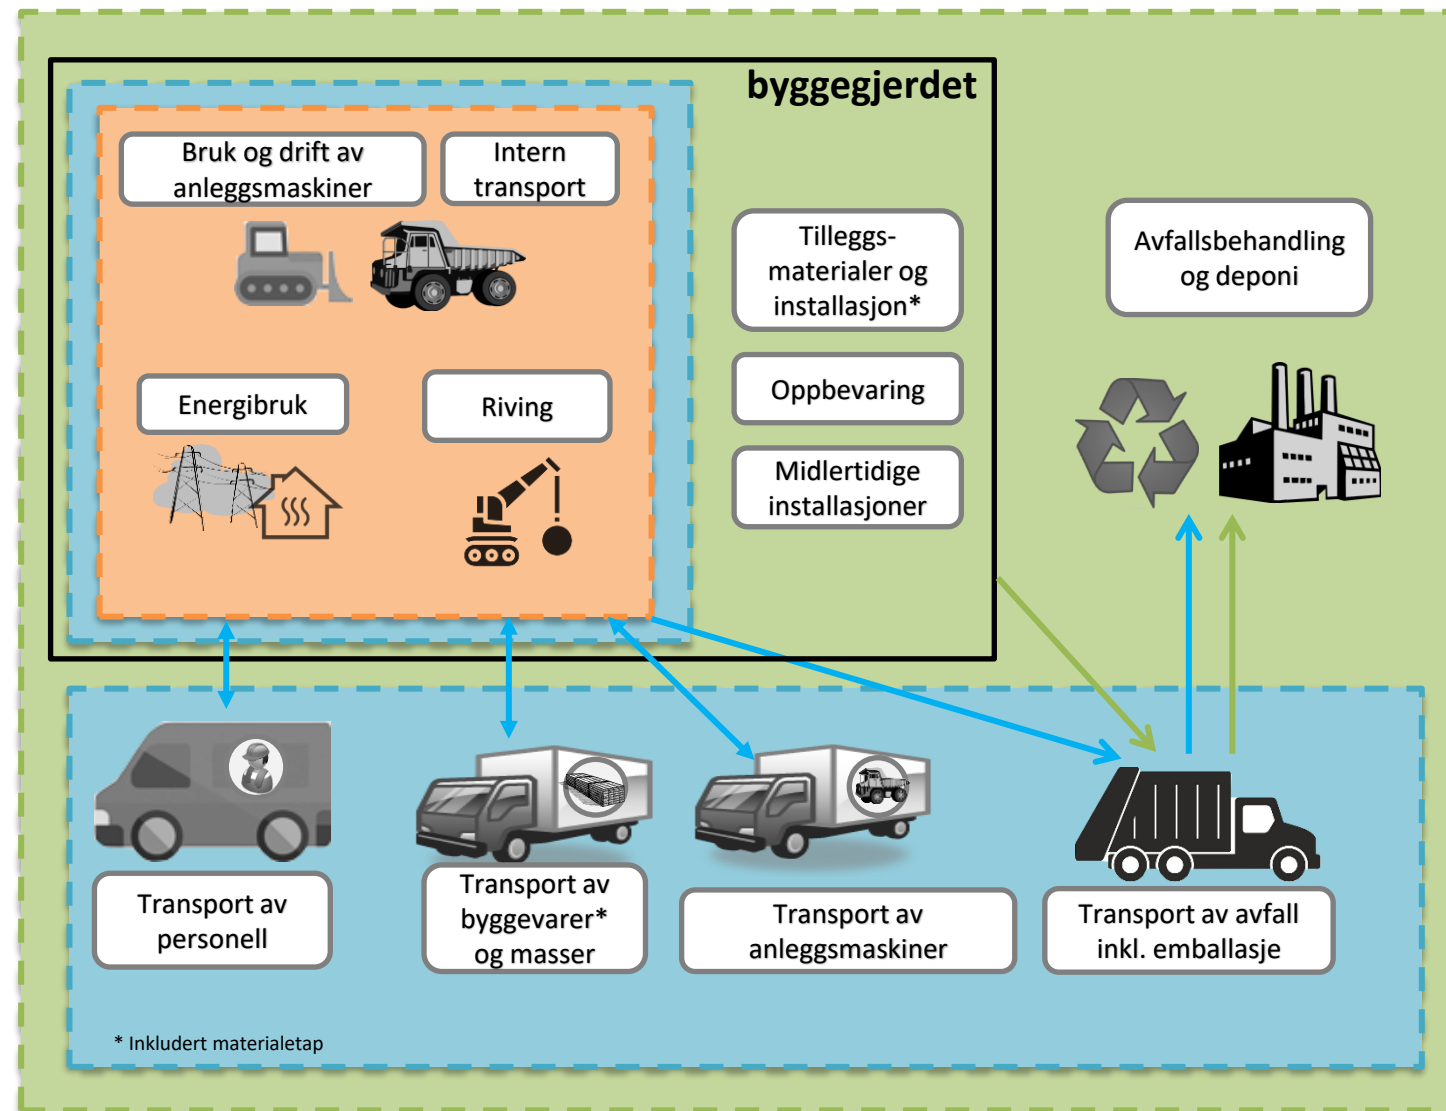 byggegjerdet
Bruk og drift av
anleggsmaskiner
Intern
transport
Tilleggs-
materialer og
installasjon*
Avfallsbehandling
og deponi
Energibruk
Riving
Oppbevaring
Midlertidige
installasjoner
Transport av
personell
Transport av
byggevarer*
og masser
Transport av
anleggsmaskiner
Transport av avfall
inkl. emballasje
* Inkludert materialetap